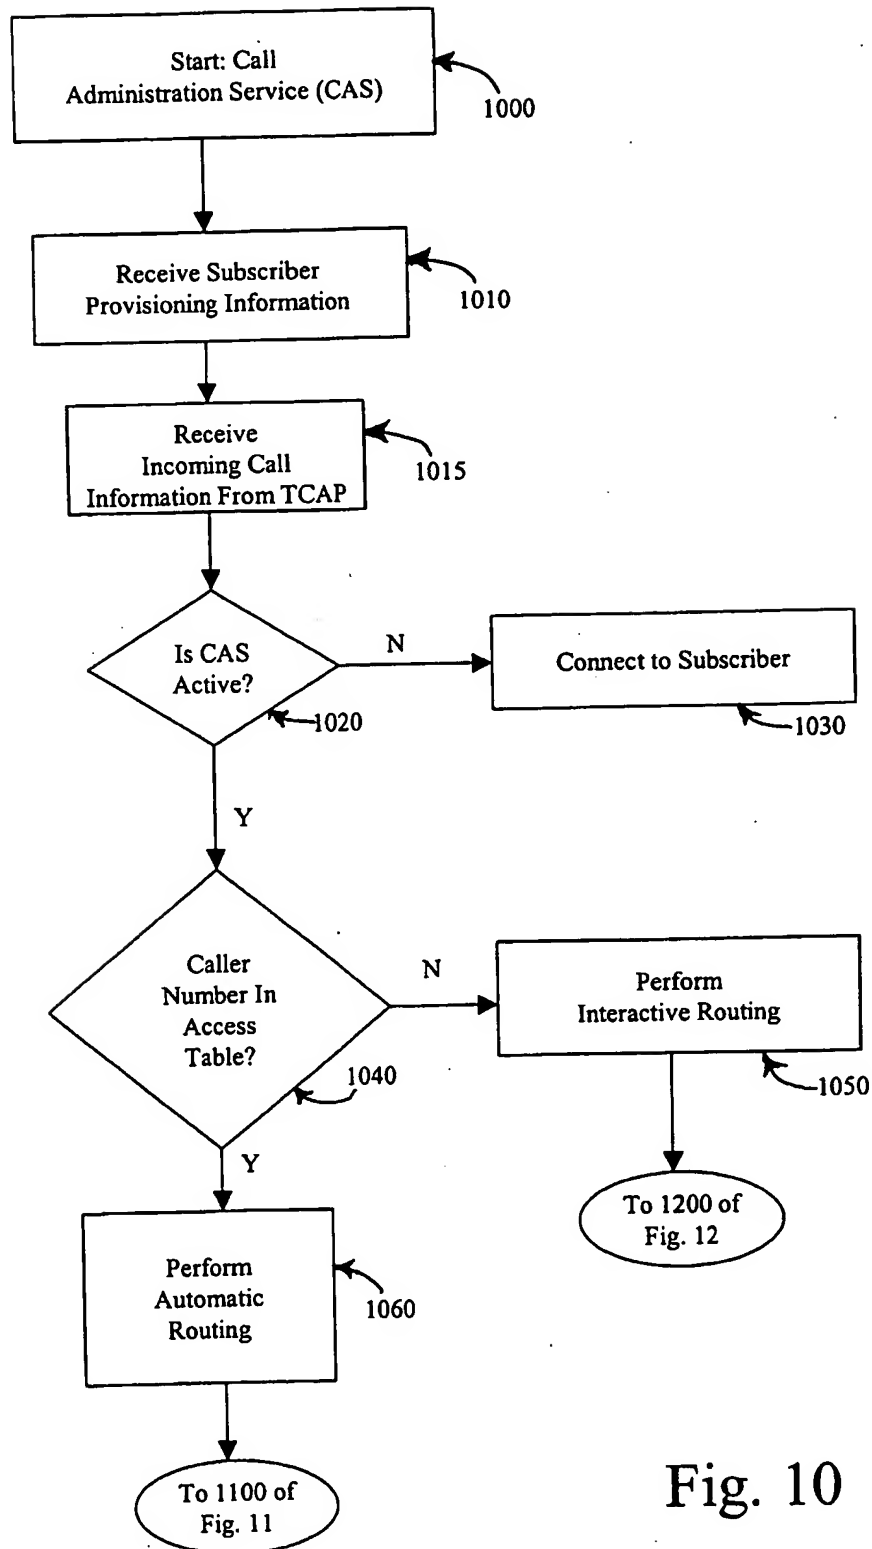 Start: Call
Administration Service (CAS)
1000
Receive Subscriber
Provisioning Information
1010
Receive
Incoming Call
Information From TCAP
1015
Is CAS
Active?
N
Connect to Subscriber
1020
1030
Y
Caller
Number In
Access
Table?
N
Perform
Interactive Routing
1040
1050
Y
To 1200 of
Fig. 12
Perform
Automatic
Routing
1060
To 1100 of
Fig. 11
Fig. 10